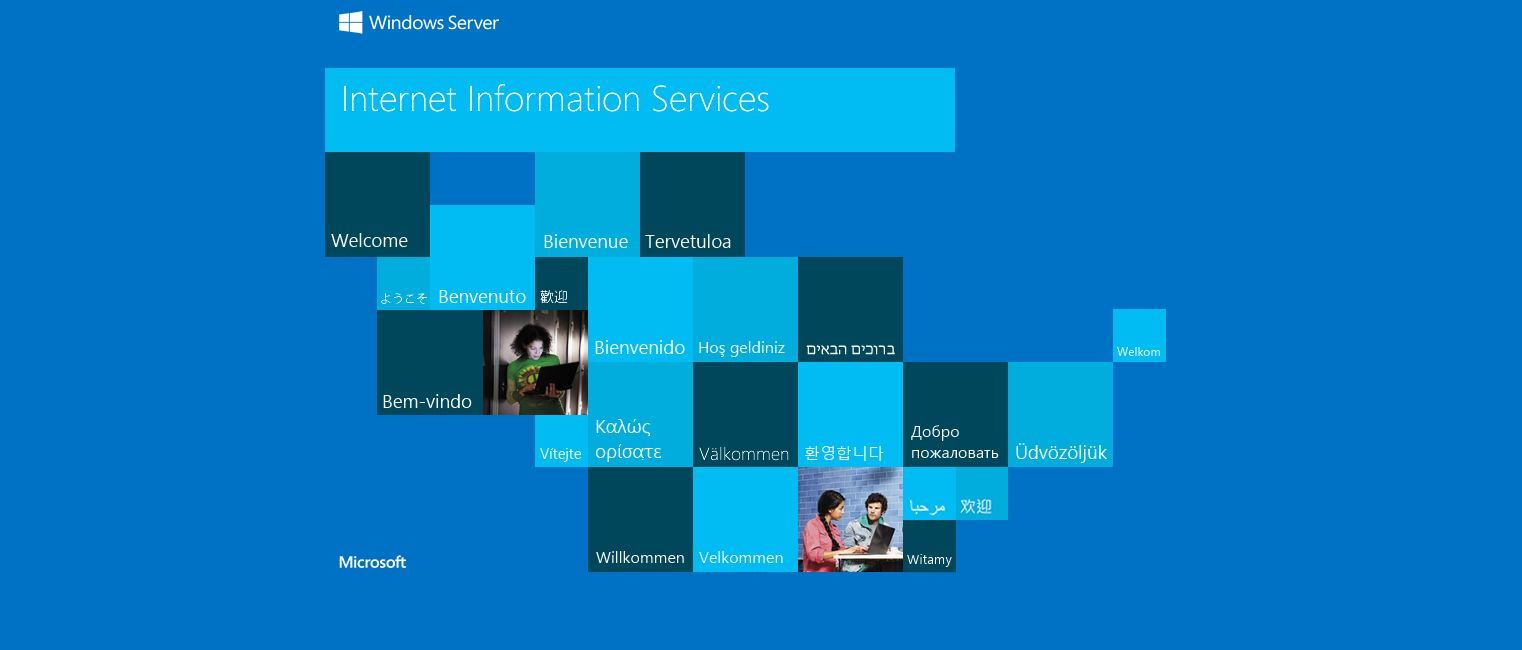 Windows Server
Internet Information Services
Welcome
Bienvenue
Tervetuloa
ようこそ
Benvenuto
歡迎
Bienvenido
Hoş geldiniz
ברוכים הבאים
Welkom
Bem-vindo
Vítejte
Καλώς
ορίσατε
Välkommen
환영합니다
Добро
пожаловать
Üdvözöljük
مرحبا
欢迎
Willkommen
Velkommen
Witamy
Microsoft